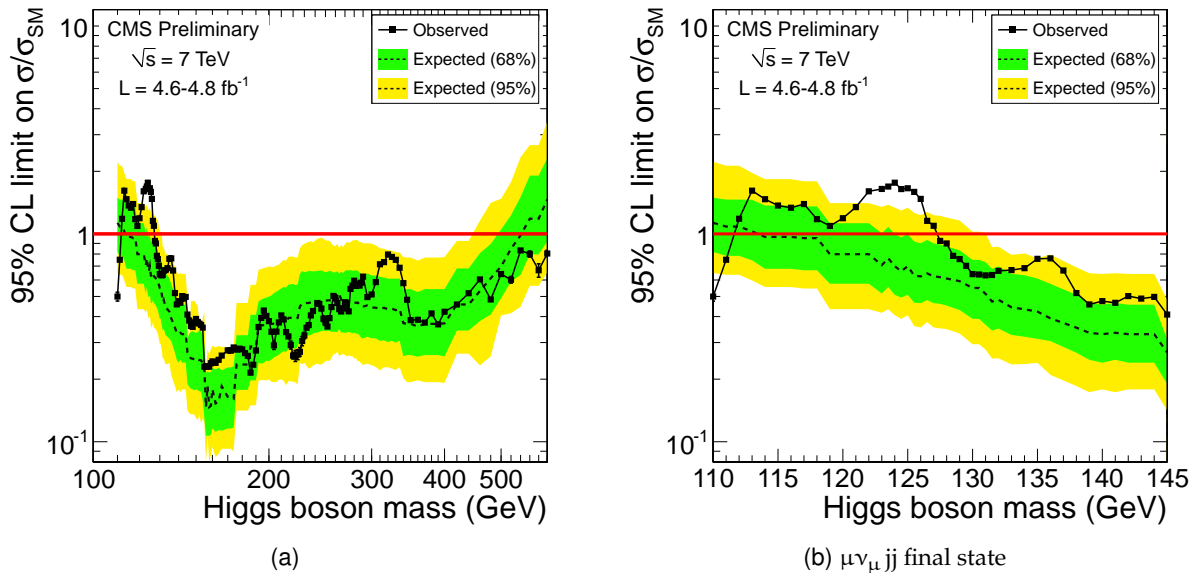 CMS Preliminary
√s = 7 TeV
L = 4.6-4.8 fb⁻¹
Observed
Expected (68%)
Expected (95%)
95% CL limit on σ/σSM
10
1
10⁻¹
100 200 300 400 500
Higgs boson mass (GeV)
(a)
CMS Preliminary
√s = 7 TeV
L = 4.6-4.8 fb⁻¹
Observed
Expected (68%)
Expected (95%)
95% CL limit on σ/σSM
10
1
10⁻¹
110 115 120 125 130 135 140 145
Higgs boson mass (GeV)
(b) μνμ jj final state